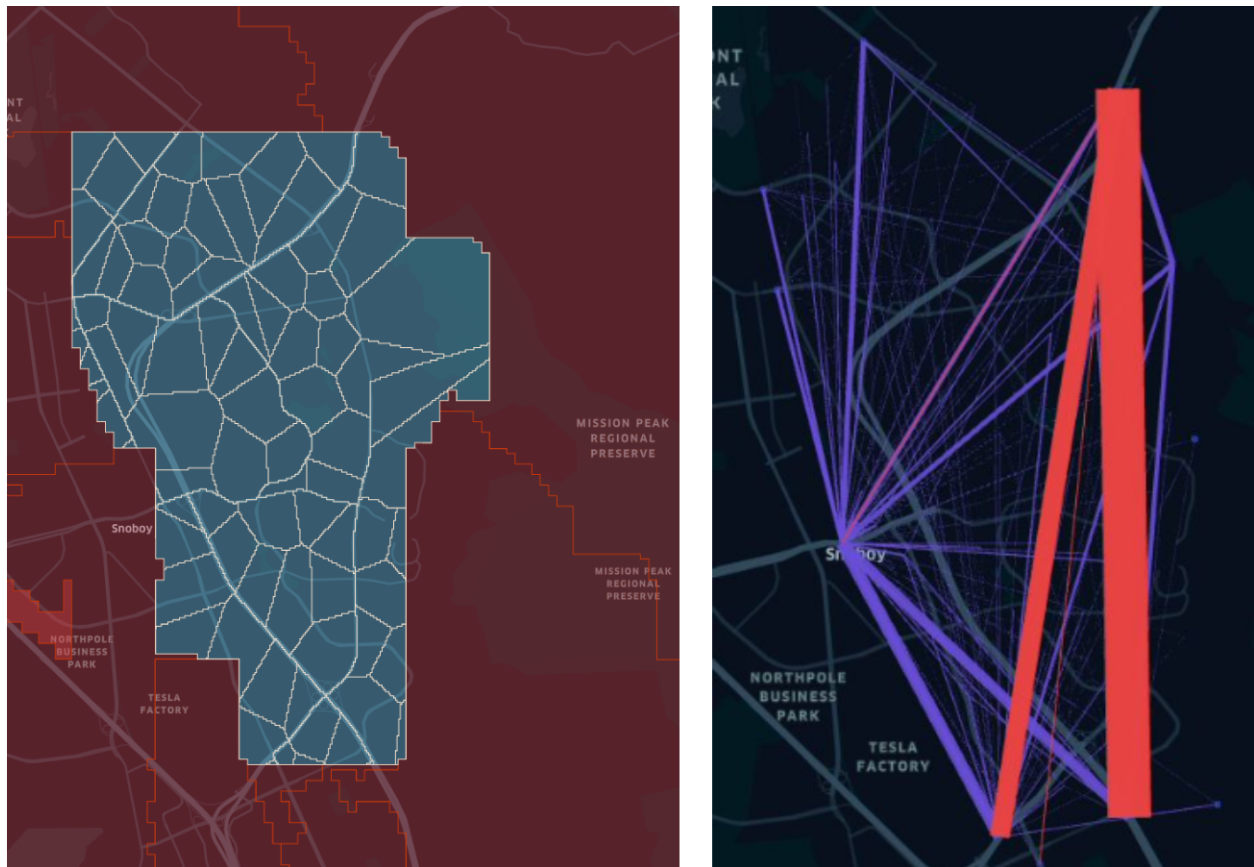 NT
AL
K
MISSION PEAK
REGIONAL
PRESERVE
Snoboy
MISSION PEAK
REGIONAL
PRESERVE
NORTHPOLE
BUSINESS
PARK
TESLA
FACTORY
ONT
AL
K
NORTHPOLE
BUSINESS
PARK
TESLA
FACTORY